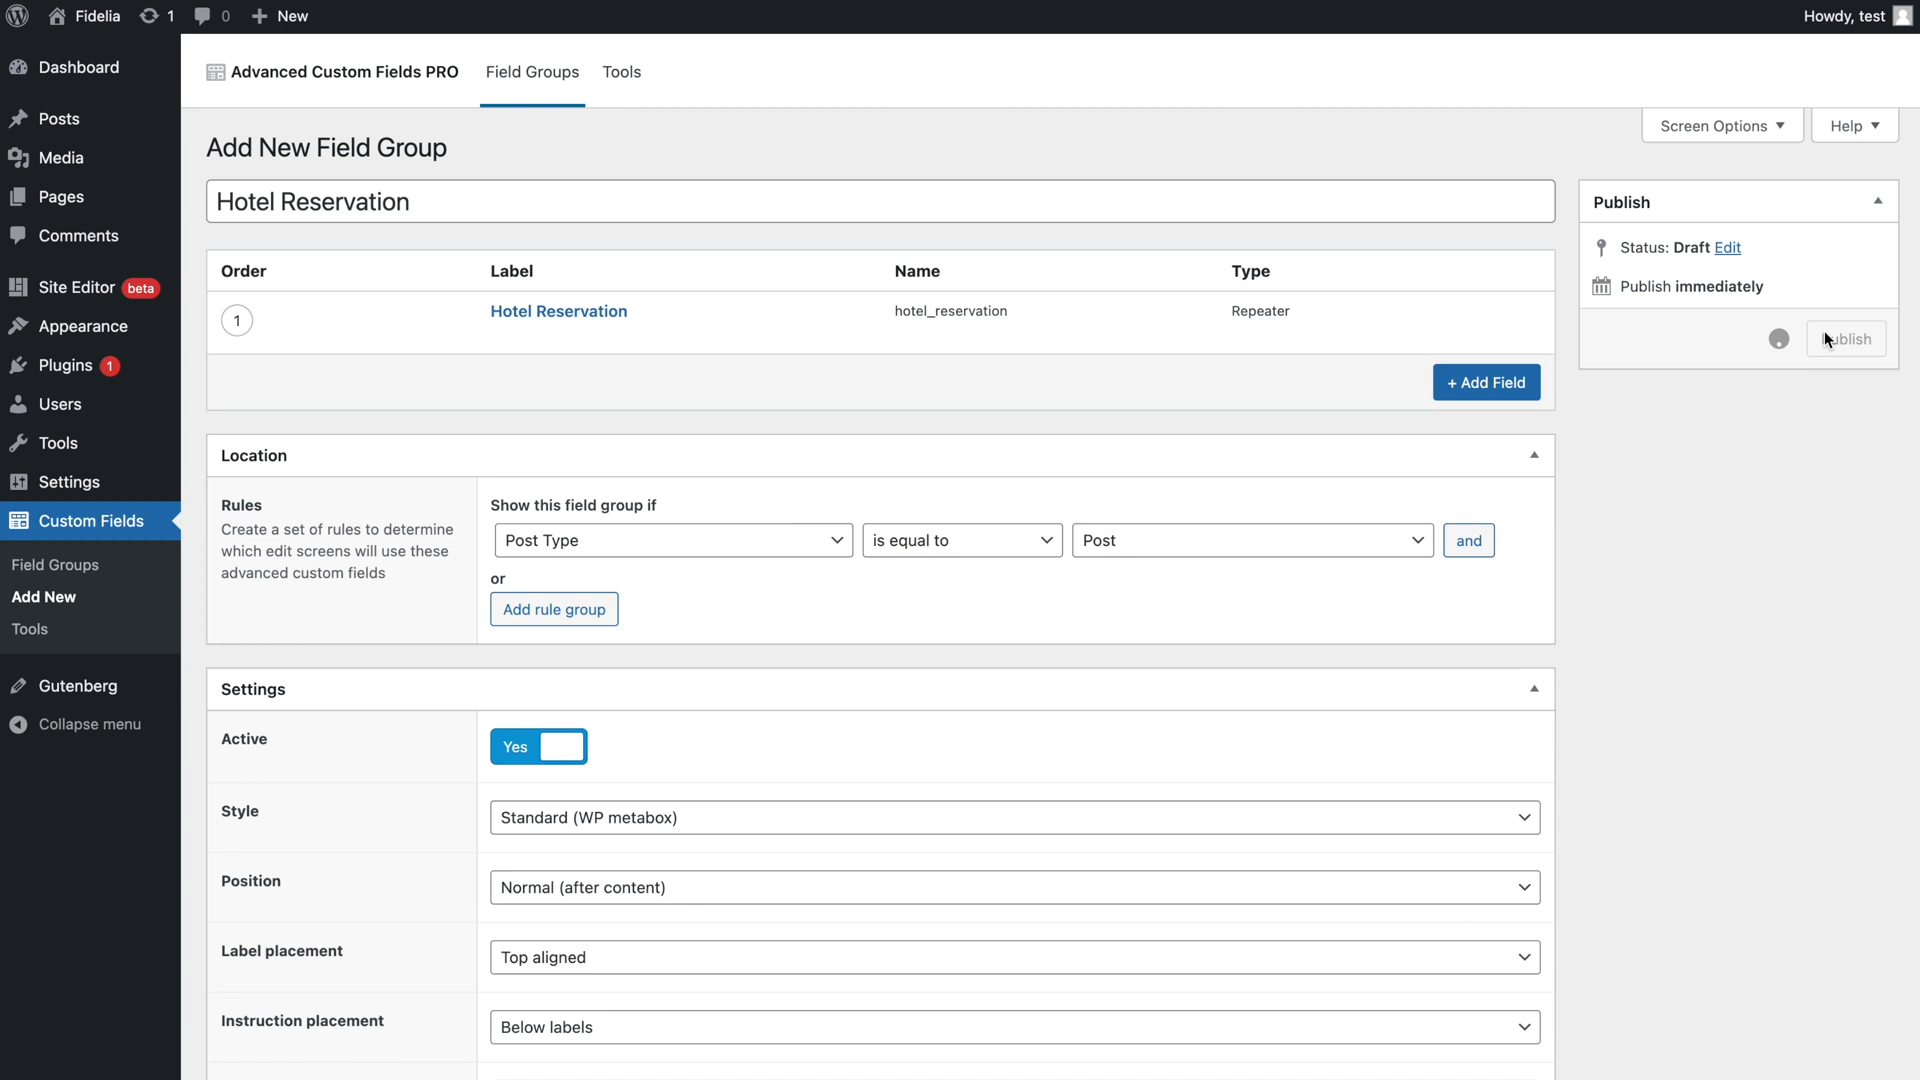 Fidelia 1 0 + New Howdy, test
Dashboard
Posts
Media
Pages
Comments
Site Editor beta
Appearance
Plugins 1
Users
Tools
Settings
Custom Fields
Field Groups
Add New
Tools
Gutenberg
Collapse menu
Advanced Custom Fields PRO Field Groups Tools
Screen Options Help
Add New Field Group
Hotel Reservation
Order Label Name Type
1 Hotel Reservation hotel_reservation Repeater
+ Add Field
Location
Rules
Create a set of rules to determine
which edit screens will use these
advanced custom fields
Show this field group if
Post Type is equal to Post and
or
Add rule group
Settings
Active Yes
Style Standard (WP metabox)
Position Normal (after content)
Label placement Top aligned
Instruction placement Below labels
Publish
Status: Draft Edit
Publish immediately
Publish